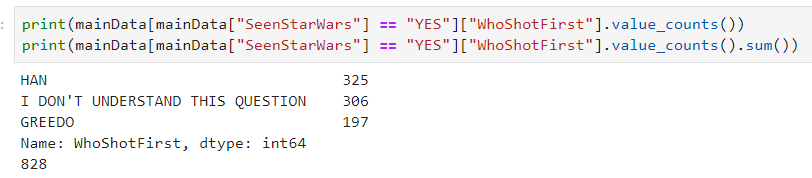 :
print(mainData[mainData["SeenStarWars"] == "YES"]["WhoShotFirst"].value_counts())
print(mainData[mainData["SeenStarWars"] == "YES"]["WhoShotFirst"].value_counts().sum())
HAN                             325
I DON'T UNDERSTAND THIS QUESTION    306
GREEDO                          197
Name: WhoShotFirst, dtype: int64
828